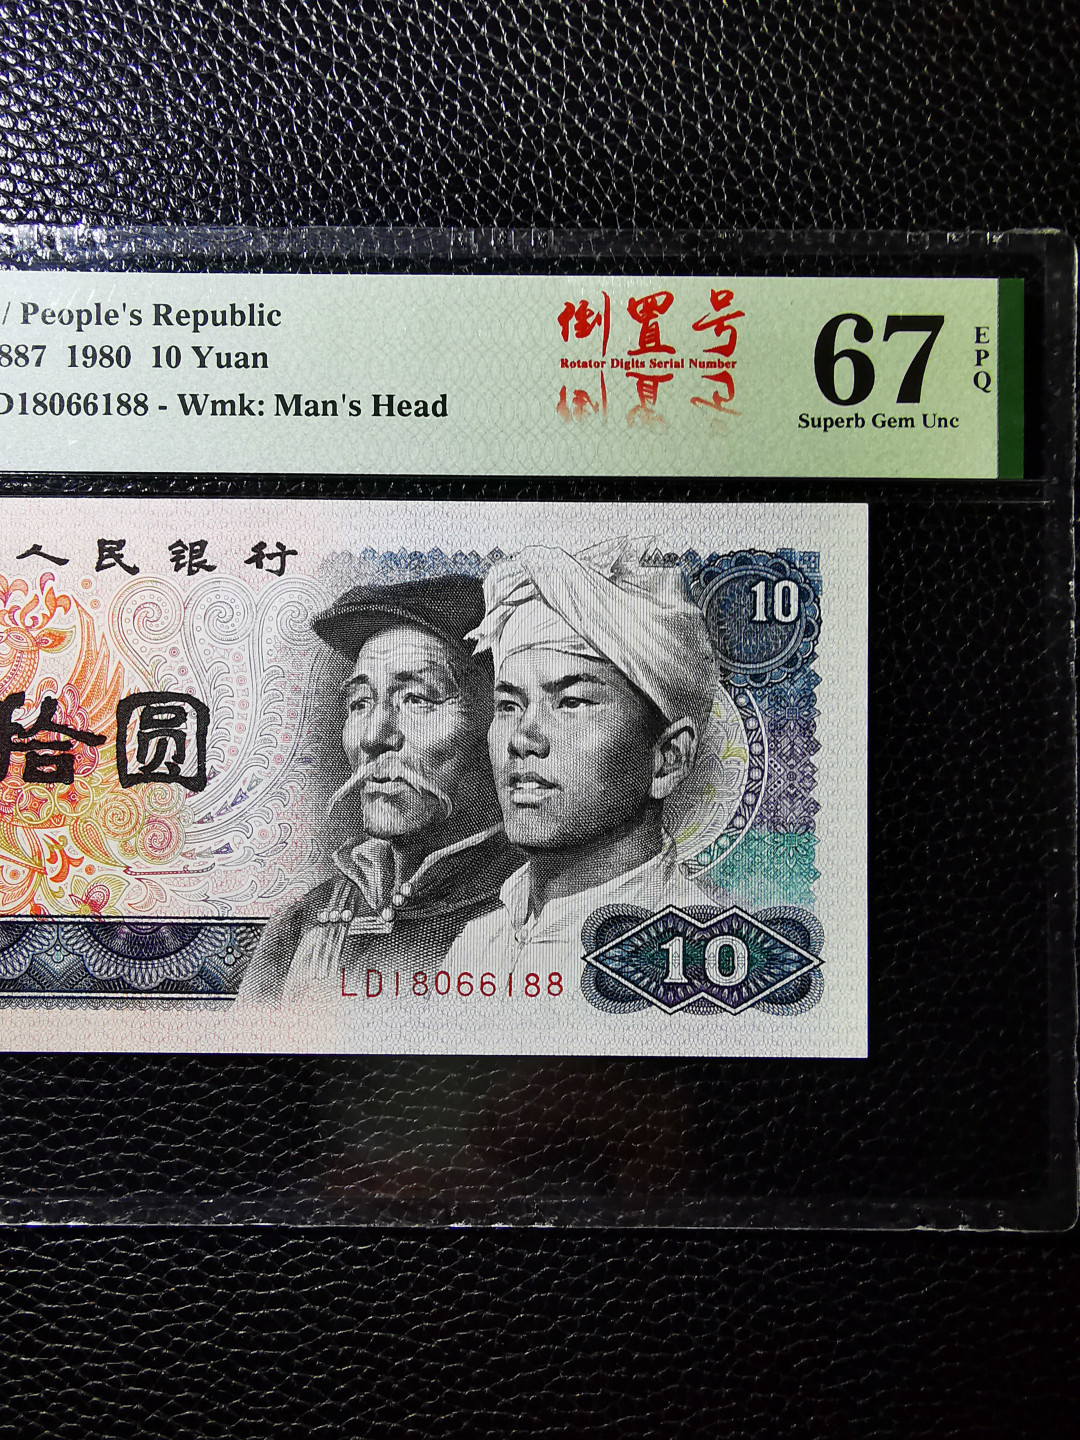 / People's Republic
887 1980 10 Yuan
D18066188 - Wmk: Man's Head
倒置号
Rotator Digits Serial Number
67
EPQ
Superb Gem Unc
人民银行
10
拾圆
LD18066188
10